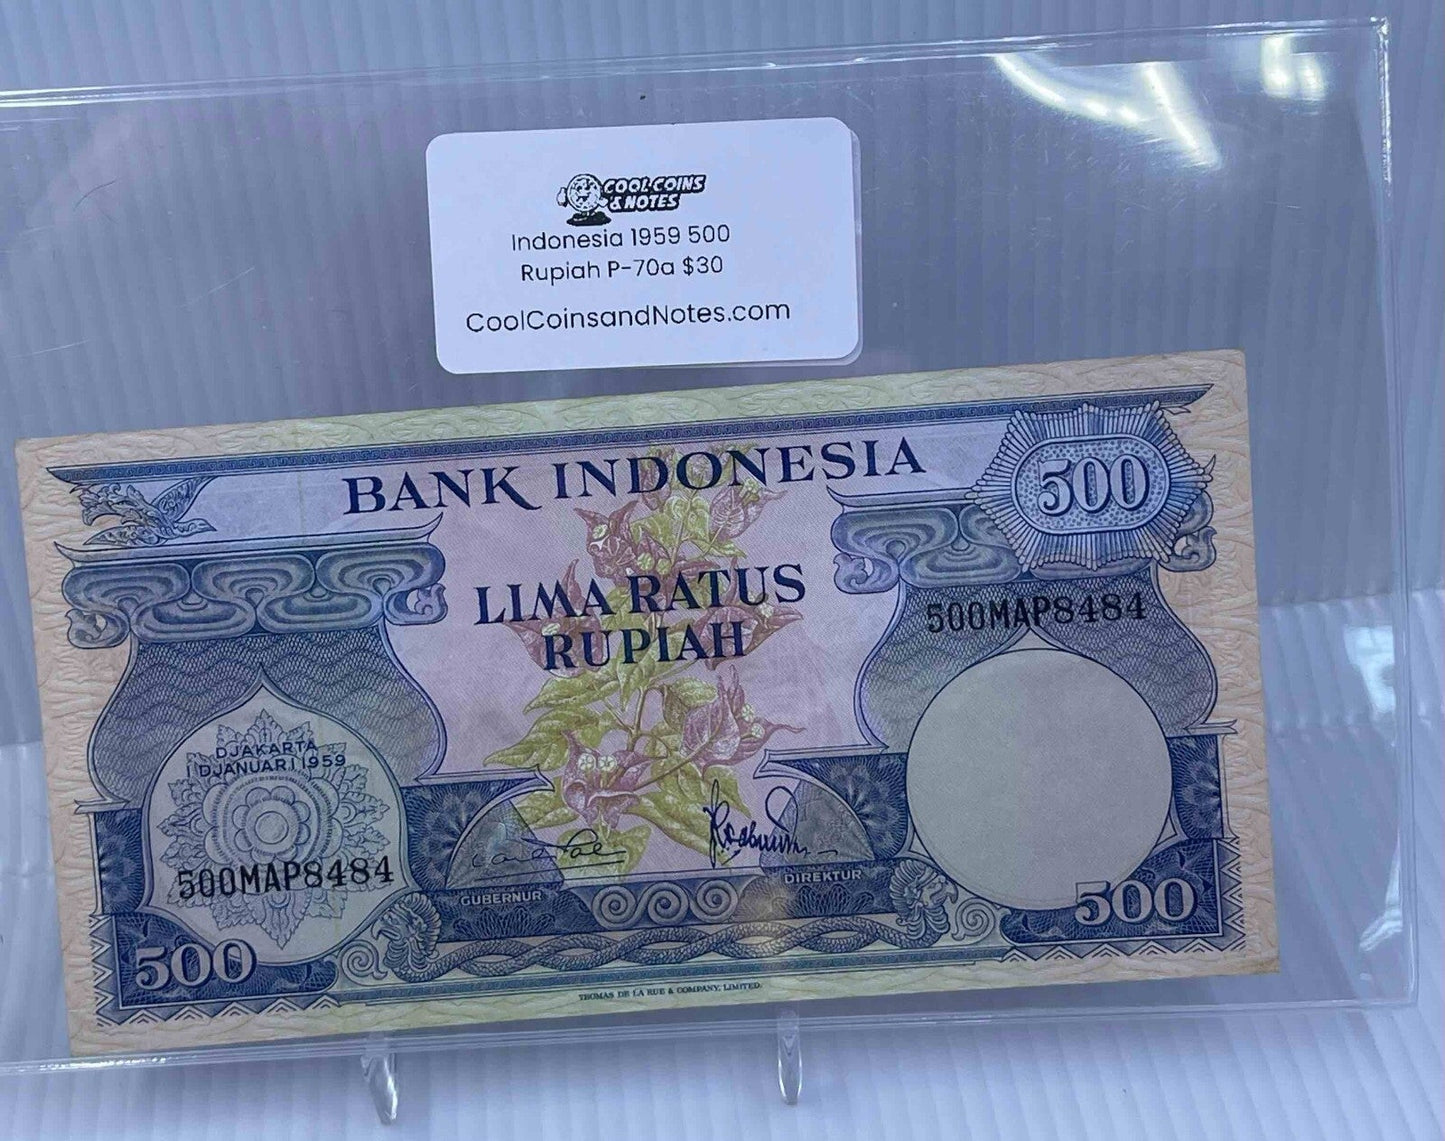 COOL COINS
& NOTES
Indonesia 1959 500
Rupiah P-70a $30
CoolCoinsandNotes.com
BANK INDONESIA
500
LIMA RATUS
RUPIAH
500MAP8484
DJAKARTA
1 DJANUARI 1959
500MAP8484
GUBERNUR
DIREKTUR
500
500
THOMAS DE LA RUE & COMPANY, LIMITED.